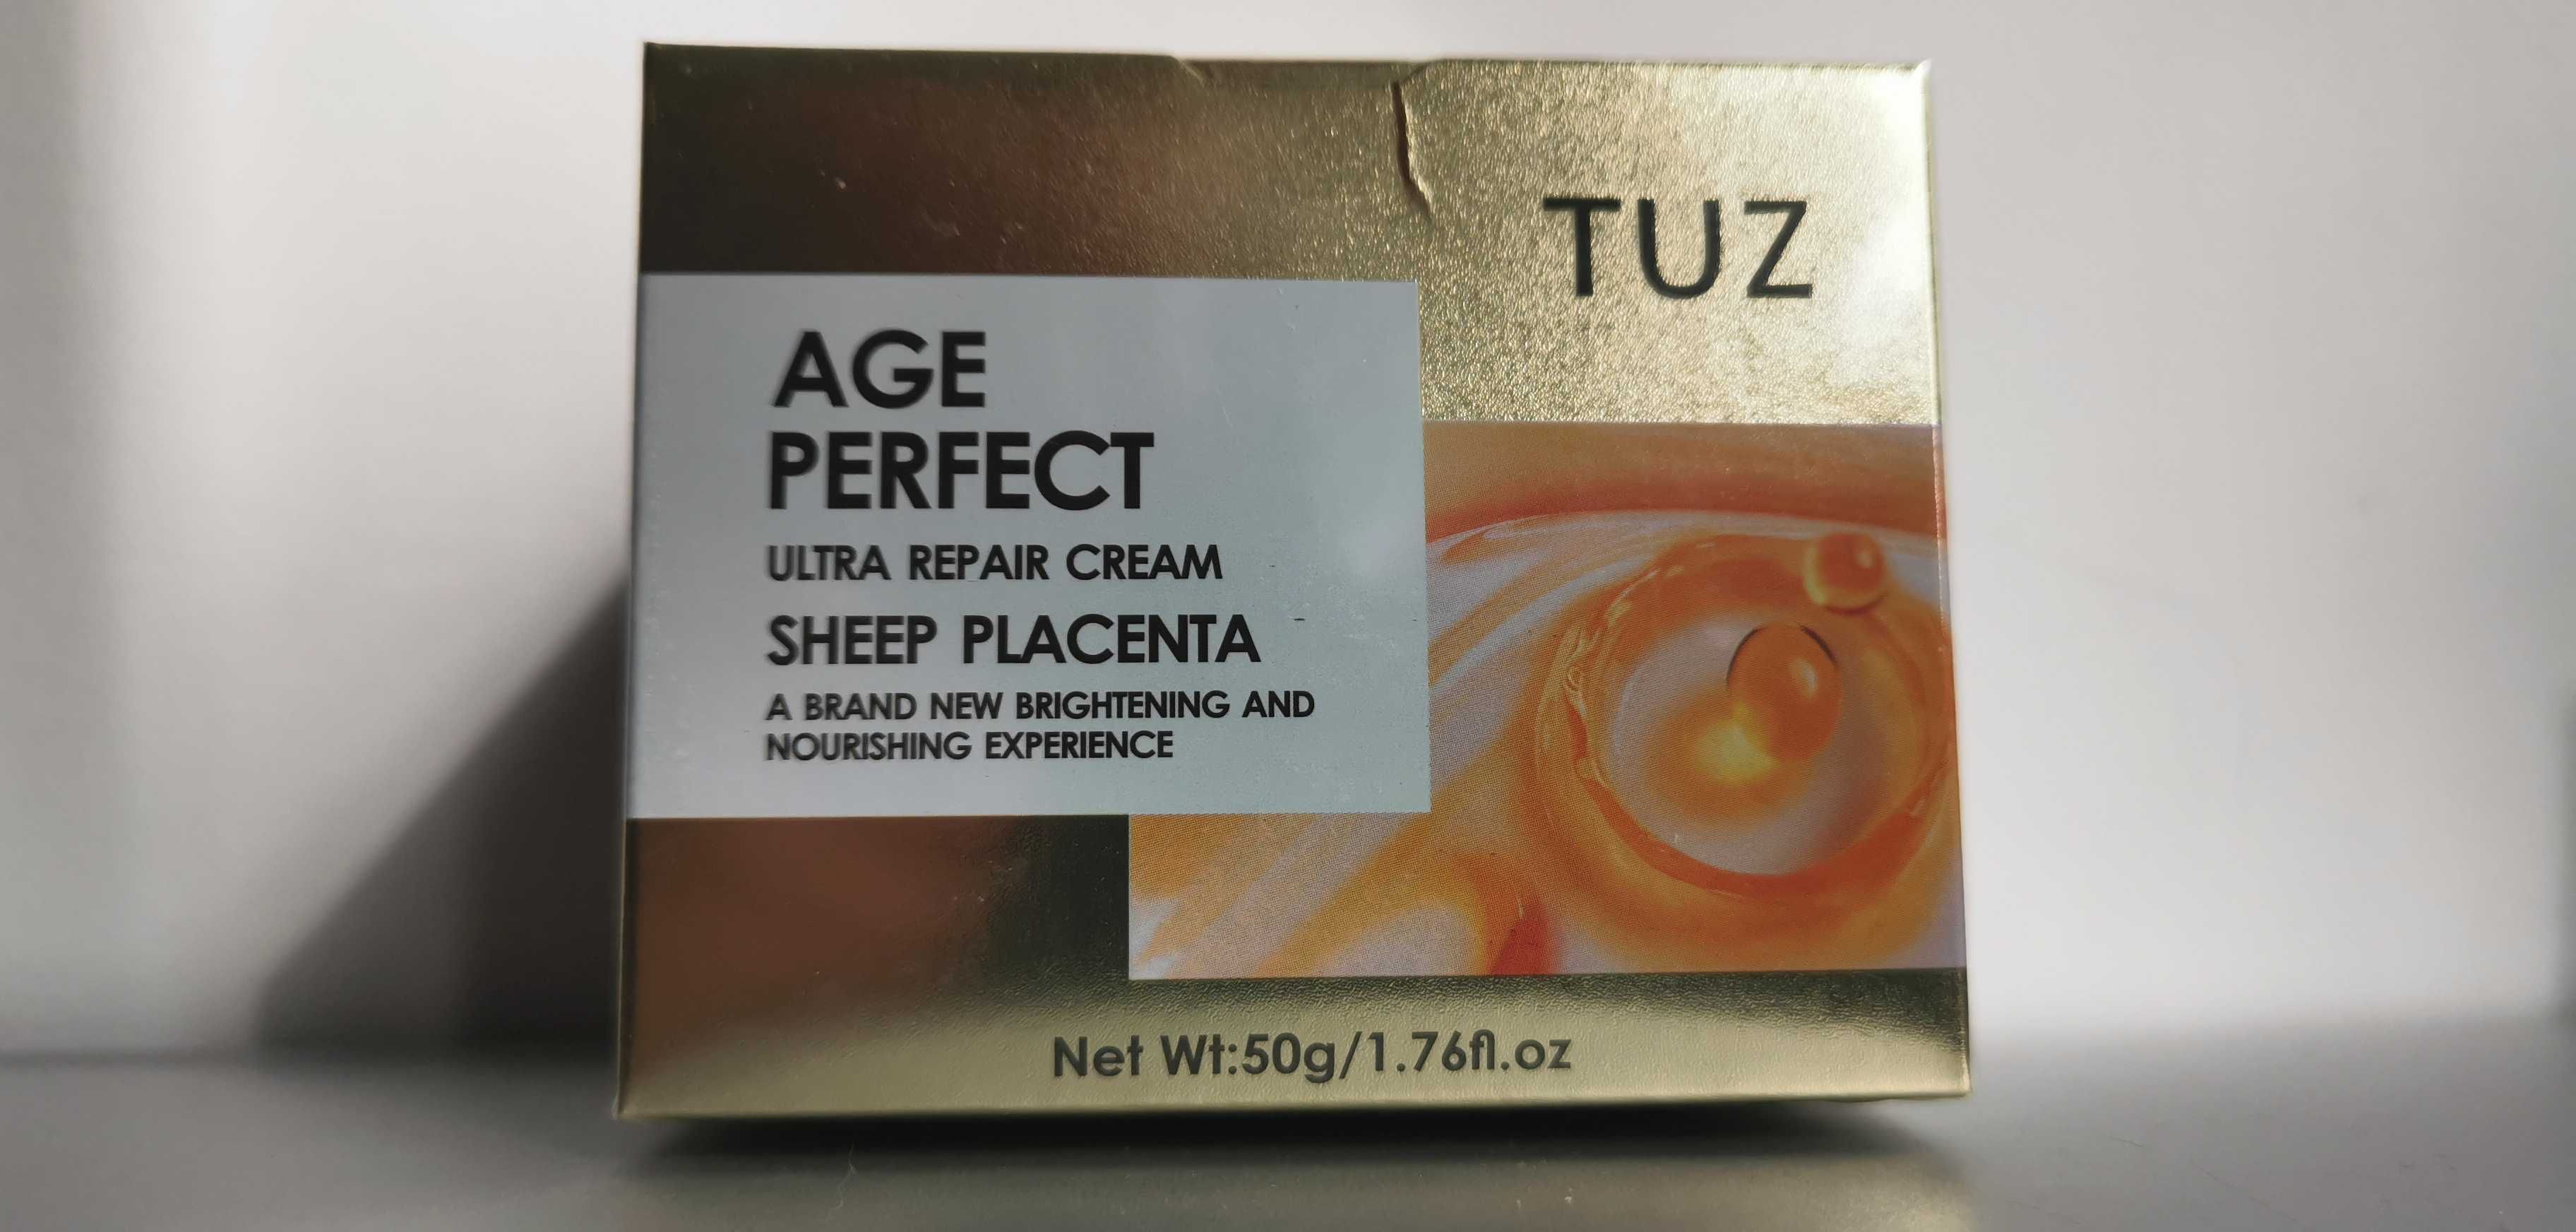 TUZ
AGE
PERFECT
ULTRA REPAIR CREAM
SHEEP PLACENTA
A BRAND NEW BRIGHTENING AND
NOURISHING EXPERIENCE
Net Wt:50g/1.76fl.oz